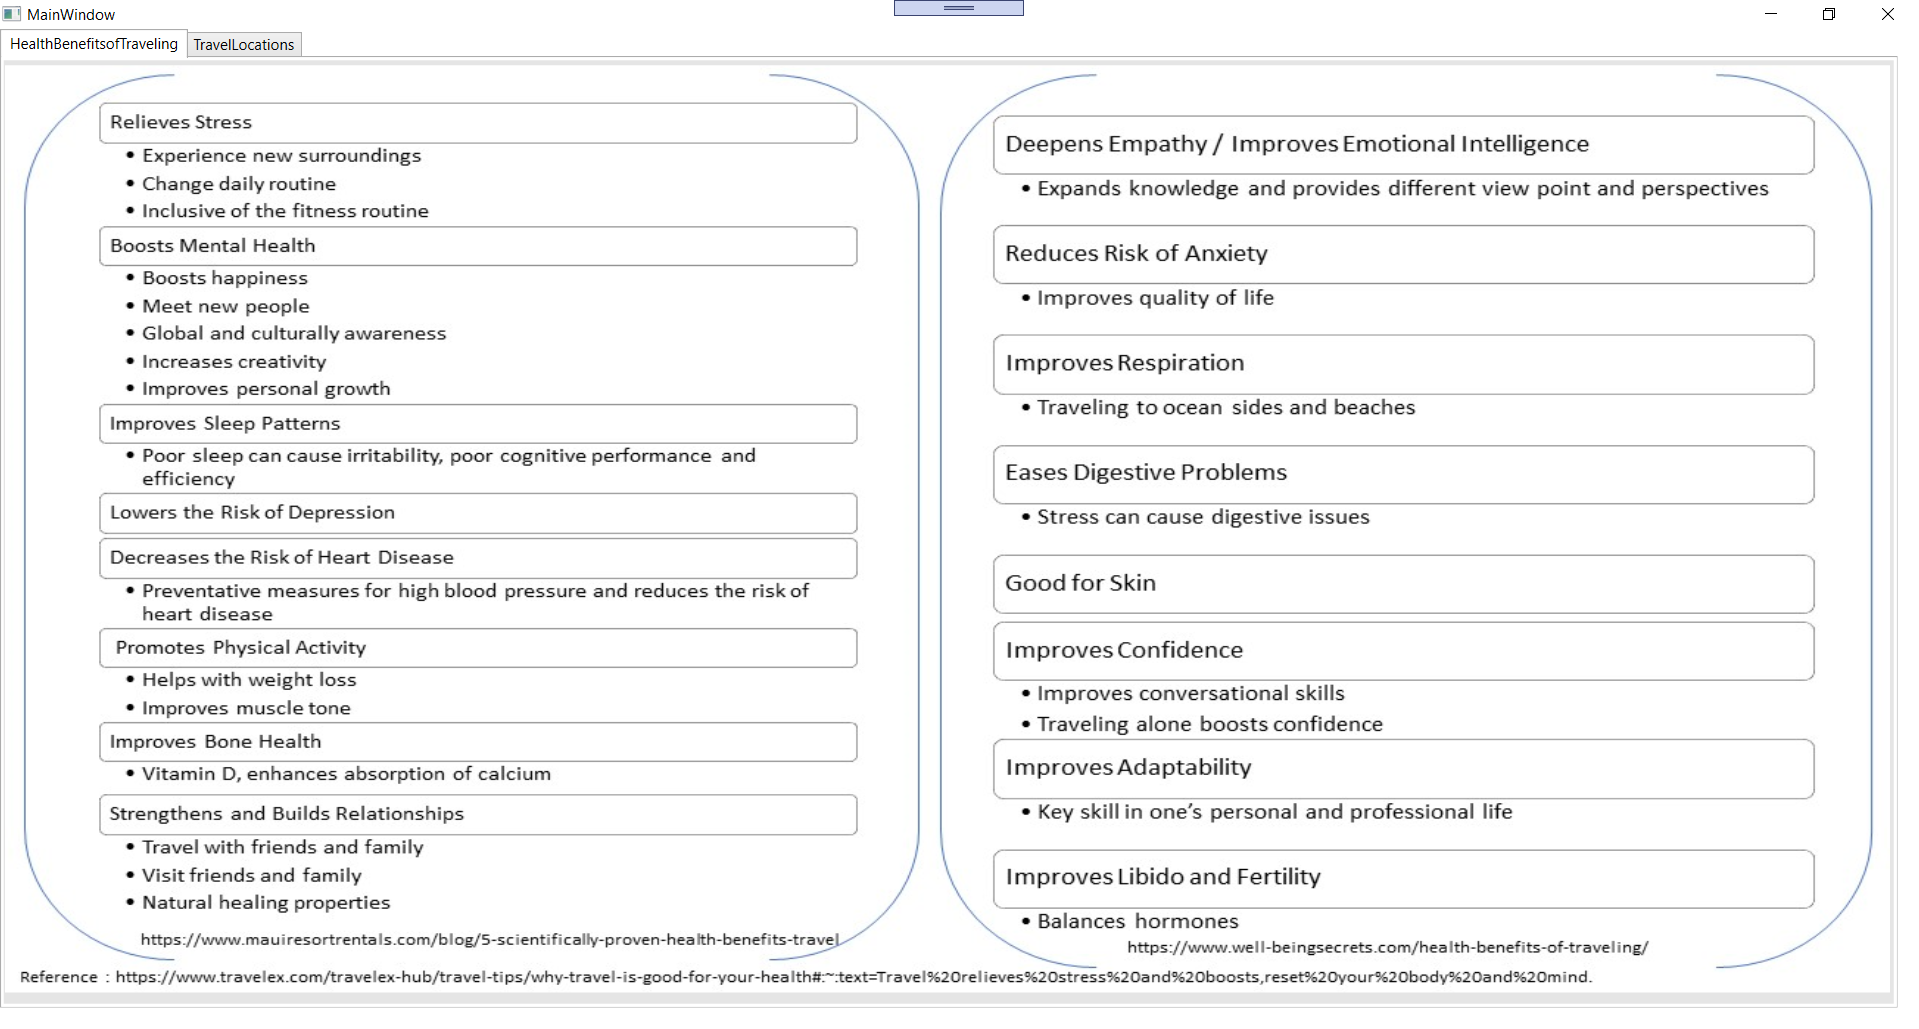 MainWindow
HealthBenefitsofTraveling
TravelLocations
Relieves Stress
• Experience new surroundings
• Change daily routine
• Inclusive of the fitness routine
Boosts Mental Health
• Boosts happiness
• Meet new people
• Global and culturally awareness
• Increases creativity
• Improves personal growth
Improves Sleep Patterns
• Poor sleep can cause irritability, poor cognitive performance and
efficiency
Lowers the Risk of Depression
Decreases the Risk of Heart Disease
• Preventative measures for high blood pressure and reduces the risk of
heart disease
Promotes Physical Activity
• Helps with weight loss
• Improves muscle tone
Improves Bone Health
• Vitamin D, enhances absorption of calcium
Strengthens and Builds Relationships
• Travel with friends and family
• Visit friends and family
• Natural healing properties
https://www.mauiresortrentals.com/blog/5-scientifically-proven-health-benefits-travel
Deepens Empathy / Improves Emotional Intelligence
• Expands knowledge and provides different view point and perspectives
Reduces Risk of Anxiety
• Improves quality of life
Improves Respiration
• Traveling to ocean sides and beaches
Eases Digestive Problems
• Stress can cause digestive issues
Good for Skin
Improves Confidence
• Improves conversational skills
• Traveling alone boosts confidence
Improves Adaptability
• Key skill in one’s personal and professional life
Improves Libido and Fertility
• Balances hormones
https://www.well-beingsecrets.com/health-benefits-of-traveling/
Reference : https://www.travelex.com/travelex-hub/travel-tips/why-travel-is-good-for-your-health#:~:text=Travel%20relieves%20stress%20and%20boosts,reset%20your%20body%20and%20mind.